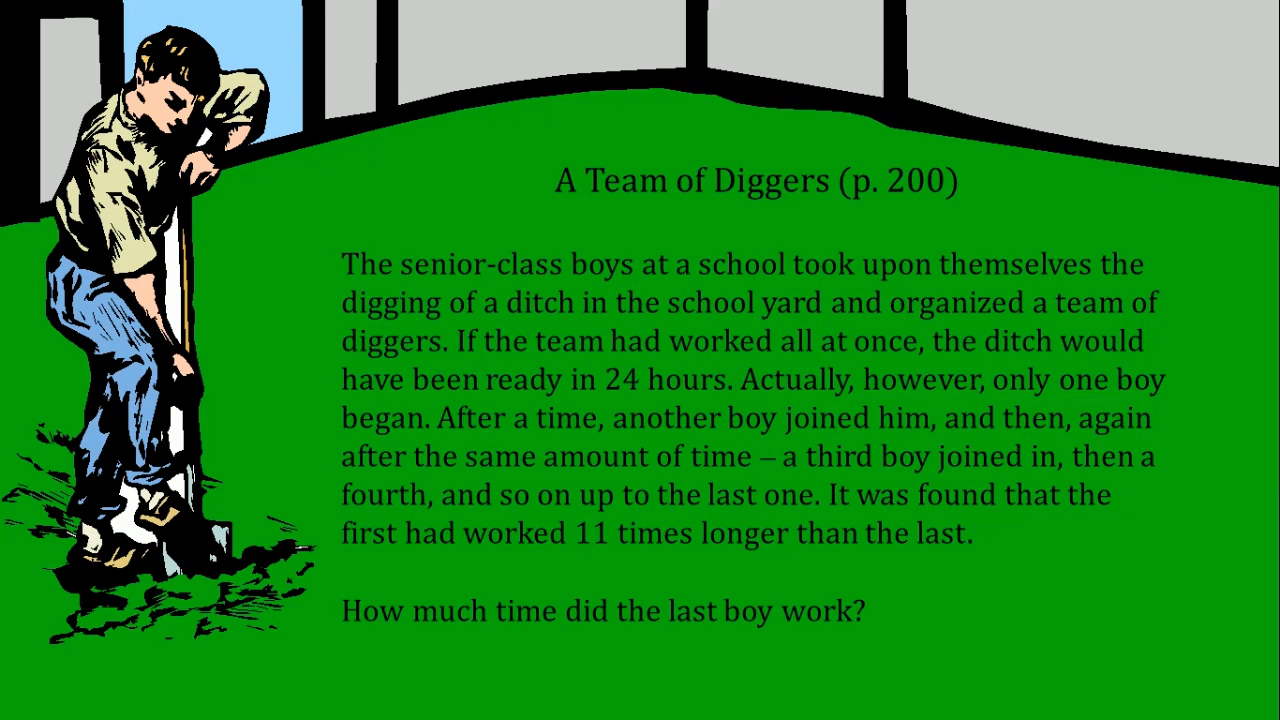 A Team of Diggers (p. 200)
The senior-class boys at a school took upon themselves the
digging of a ditch in the school yard and organized a team of
diggers. If the team had worked all at once, the ditch would
have been ready in 24 hours. Actually, however, only one boy
began. After a time, another boy joined him, and then, again
after the same amount of time – a third boy joined in, then a
fourth, and so on up to the last one. It was found that the
first had worked 11 times longer than the last.
How much time did the last boy work?